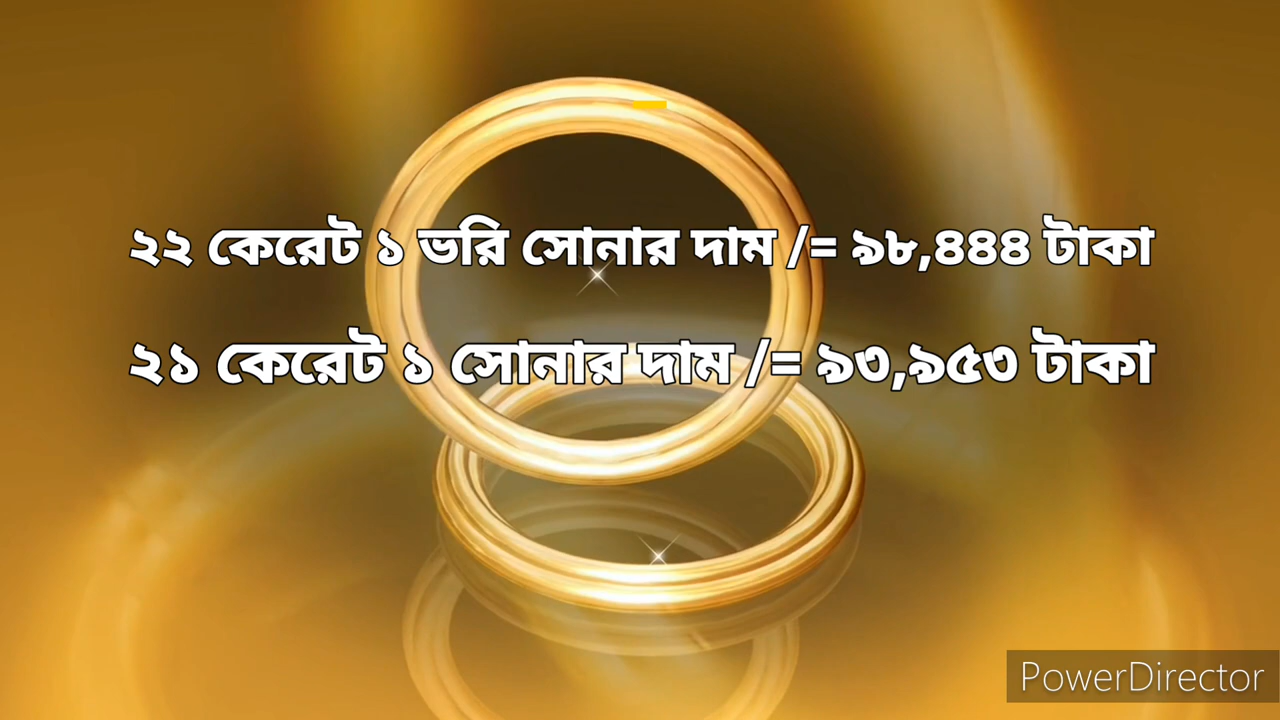 ২২ কেরেট ১ ভরি সোনার দাম /= ৯৮,৪৪৪ টাকা
২১ কেরেট ১ সোনার দাম /= ৯৩,৯৫৩ টাকা
PowerDirector